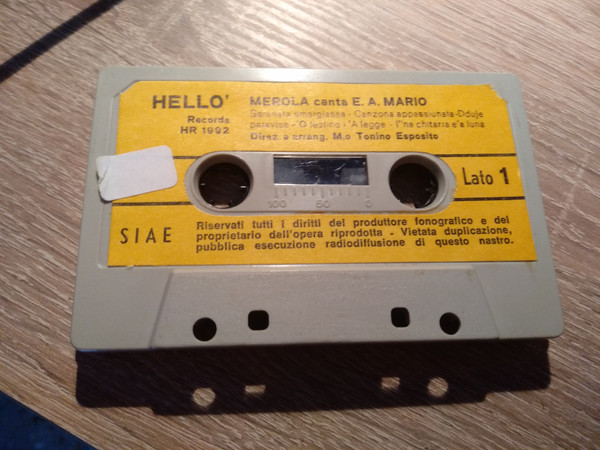 HELLO'
Records
HR 1992
MEROLA canta E. A. MARIO
Serenata smargiassa - Canzona appassiunata - Dduje
paravise - 'O festino - 'A legge - I''na chitarra e 'a luna
Direz. e arrang. M.o Tonino Esposito
Lato 1
100 50 0
SIAE
Riservati tutti i diritti del produttore fonografico e del
proprietario dell'opera riprodotta - Vietata duplicazione,
pubblica esecuzione radiodiffusione di questo nastro.